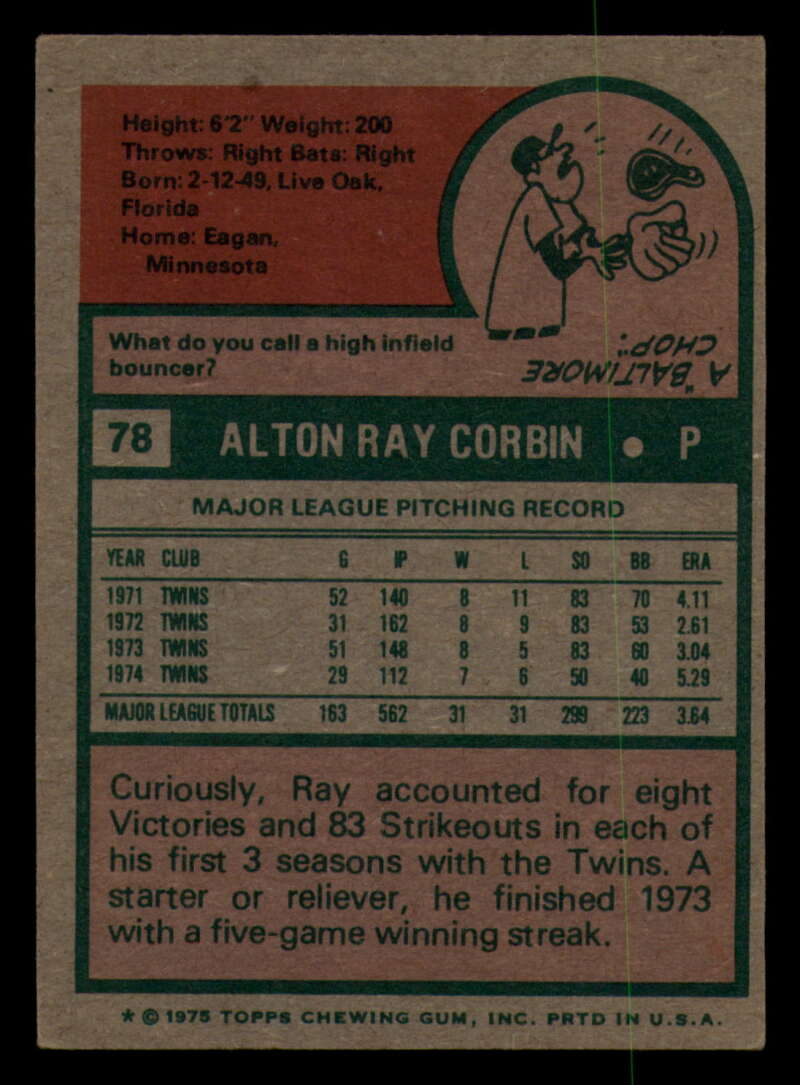 Height: 6'2" Weight: 200
Throws: Right Bats: Right
Born: 2-12-49, Live Oak,
Florida
Home: Eagan,
Minnesota
What do you call a high infield
bouncer?
A "BALTIMORE
CHOP".
78 ALTON RAY CORBIN • P
MAJOR LEAGUE PITCHING RECORD
YEAR CLUB G IP W L SO BB ERA
1971 TWINS 52 140 8 11 83 70 4.11
1972 TWINS 31 162 8 9 83 53 2.61
1973 TWINS 51 148 8 5 83 60 3.04
1974 TWINS 29 112 7 6 50 40 5.29
MAJOR LEAGUE TOTALS 163 562 31 31 299 223 3.64
Curiously, Ray accounted for eight
Victories and 83 Strikeouts in each of
his first 3 seasons with the Twins. A
starter or reliever, he finished 1973
with a five-game winning streak.
* © 1975 TOPPS CHEWING GUM, INC. PRTD IN U.S.A.